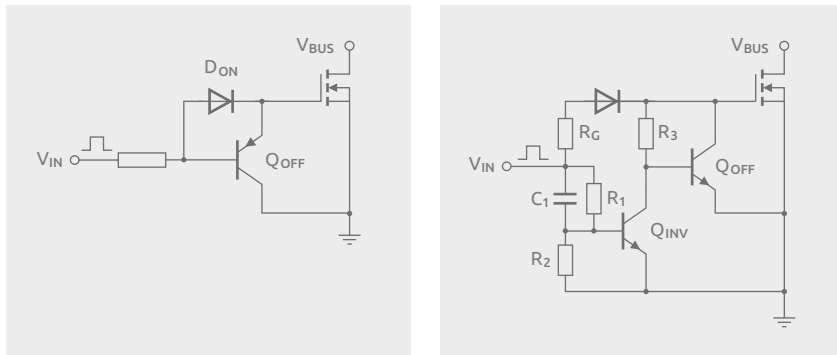 VBUS
DON
VIN
QOFF
VBUS
RG
R3
VIN
QOFF
C1
R1
QINV
R2